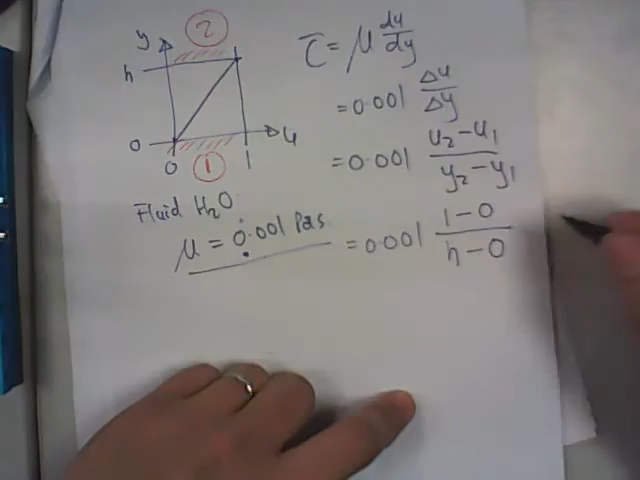 ②
y
h
0
0 ① 1
u
Fluid H₂O
μ = 0.001 Pas
τ = μ du/dy
= 0.001 Δu/Δy
= 0.001 (u₂-u₁)/(y₂-y₁)
= 0.001 (1-0)/(h-0)